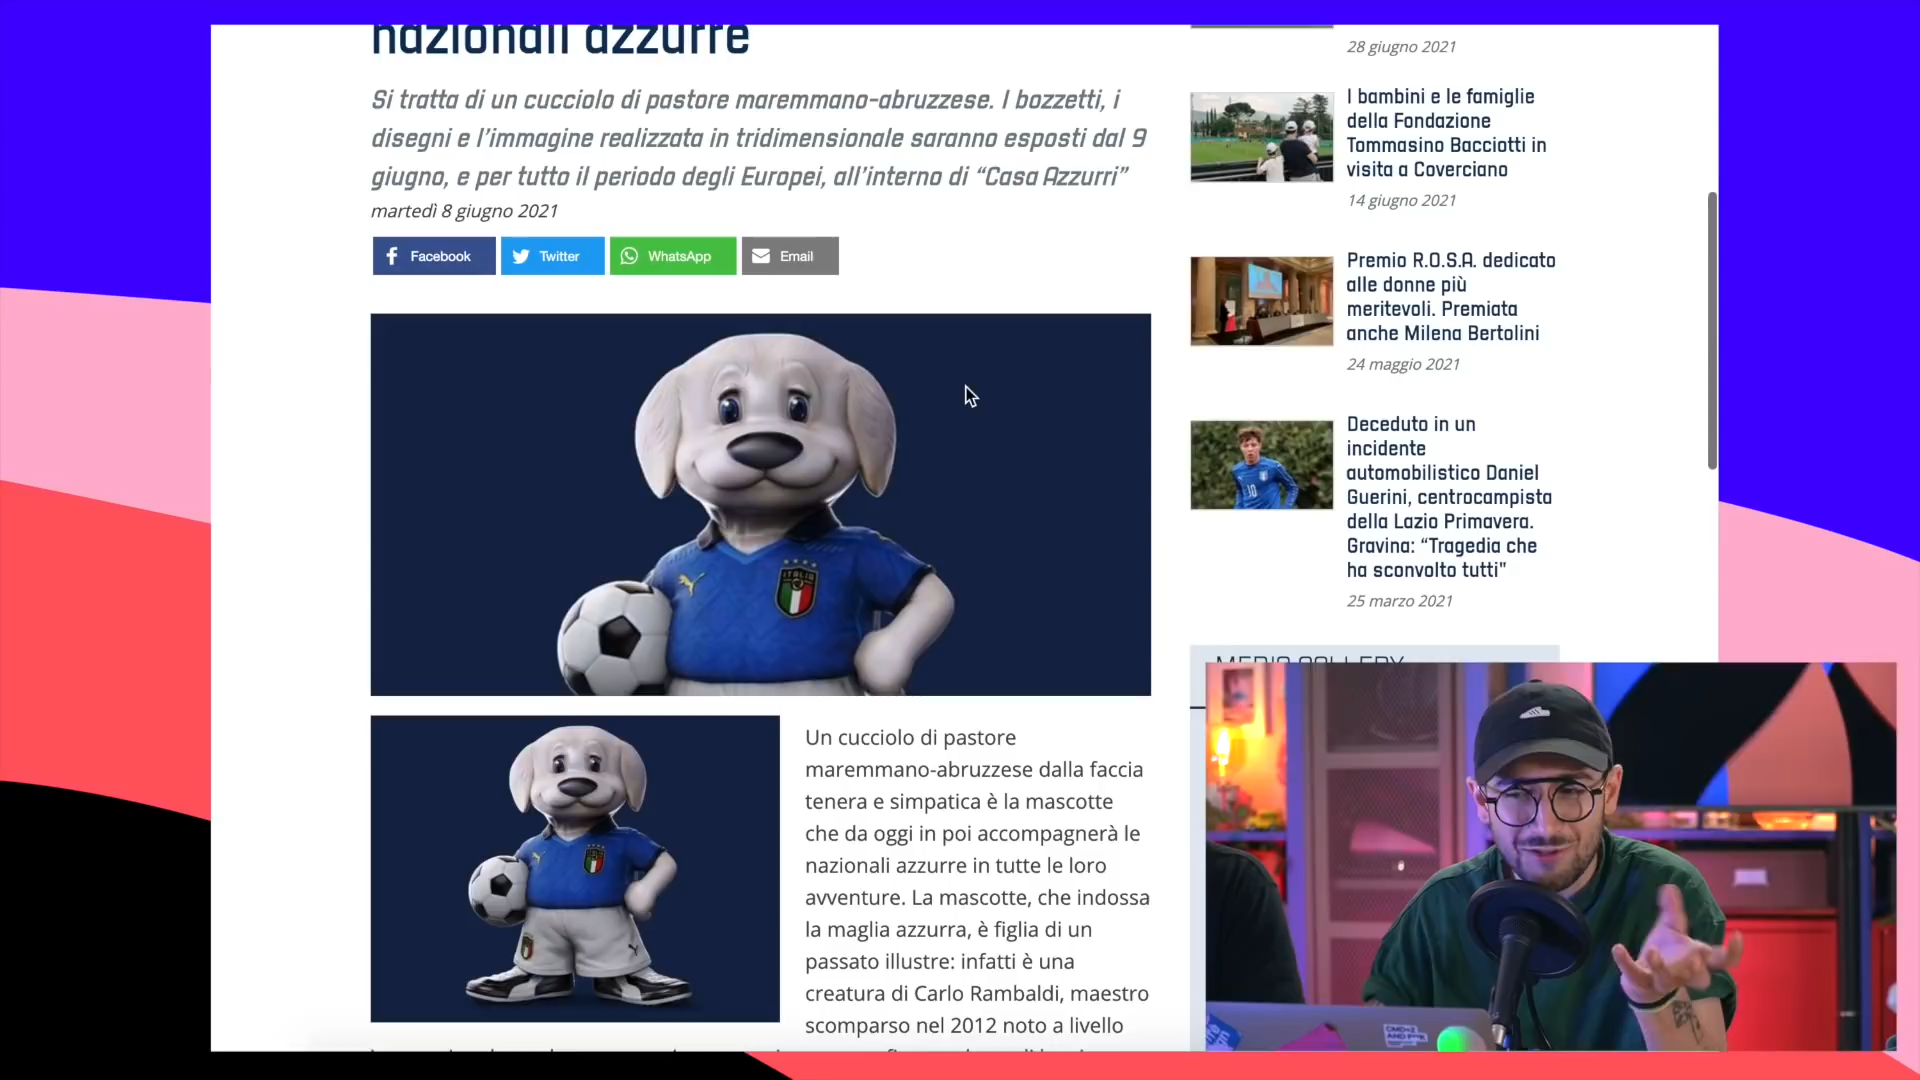 nazionali azzurre
Si tratta di un cucciolo di pastore maremmano-abruzzese. I bozzetti, i
disegni e l'immagine realizzata in tridimensionale saranno esposti dal 9
giugno, e per tutto il periodo degli Europei, all'interno di “Casa Azzurri”
martedì 8 giugno 2021
Facebook
Twitter
WhatsApp
Email
ITALIA
Un cucciolo di pastore
maremmano-abruzzese dalla faccia
tenera e simpatica è la mascotte
che da oggi in poi accompagnerà le
nazionali azzurre in tutte le loro
avventure. La mascotte, che indossa
la maglia azzurra, è figlia di un
passato illustre: infatti è una
creatura di Carlo Rambaldi, maestro
scomparso nel 2012 noto a livello
28 giugno 2021
I bambini e le famiglie
della Fondazione
Tommasino Bacciotti in
visita a Coverciano
14 giugno 2021
Premio R.O.S.A. dedicato
alle donne più
meritevoli. Premiata
anche Milena Bertolini
24 maggio 2021
10
Deceduto in un
incidente
automobilistico Daniel
Guerini, centrocampista
della Lazio Primavera.
Gravina: “Tragedia che
ha sconvolto tutti"
25 marzo 2021
MEDIA GALLERY